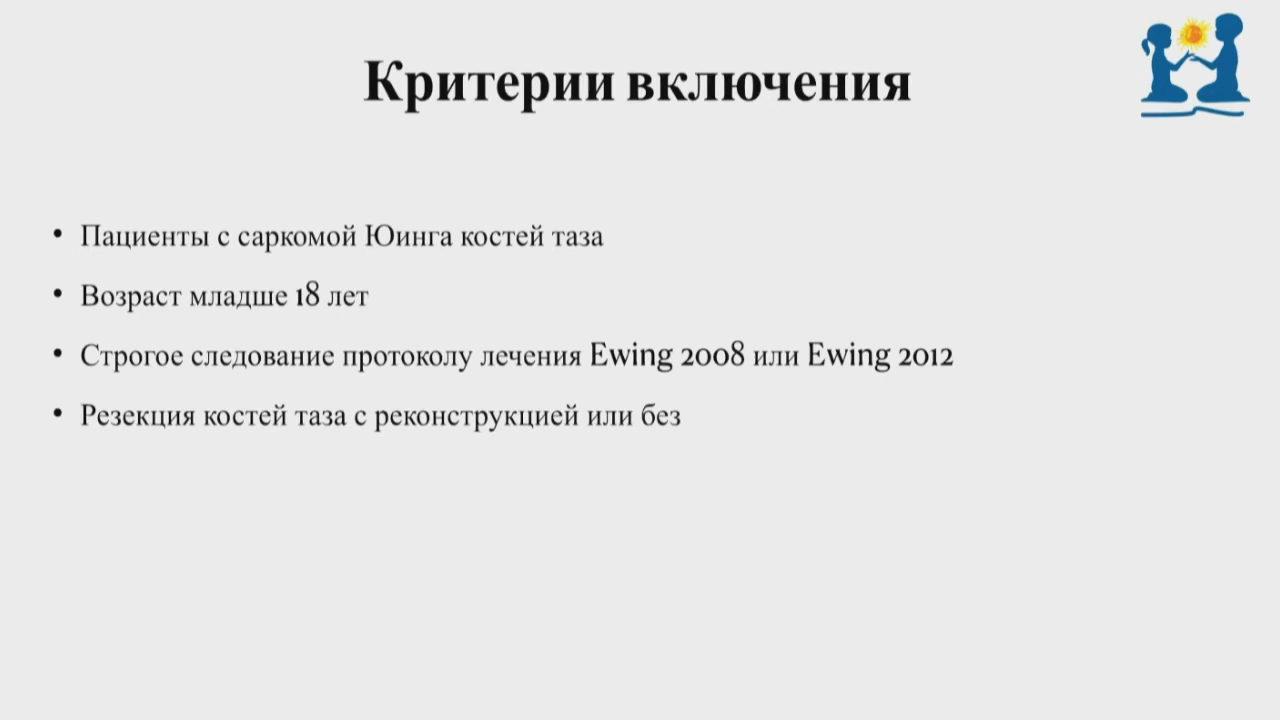 Критерии включения
• Пациенты с саркомой Юинга костей таза
• Возраст младше 18 лет
• Строгое следование протоколу лечения Ewing 2008 или Ewing 2012
• Резекция костей таза с реконструкцией или без